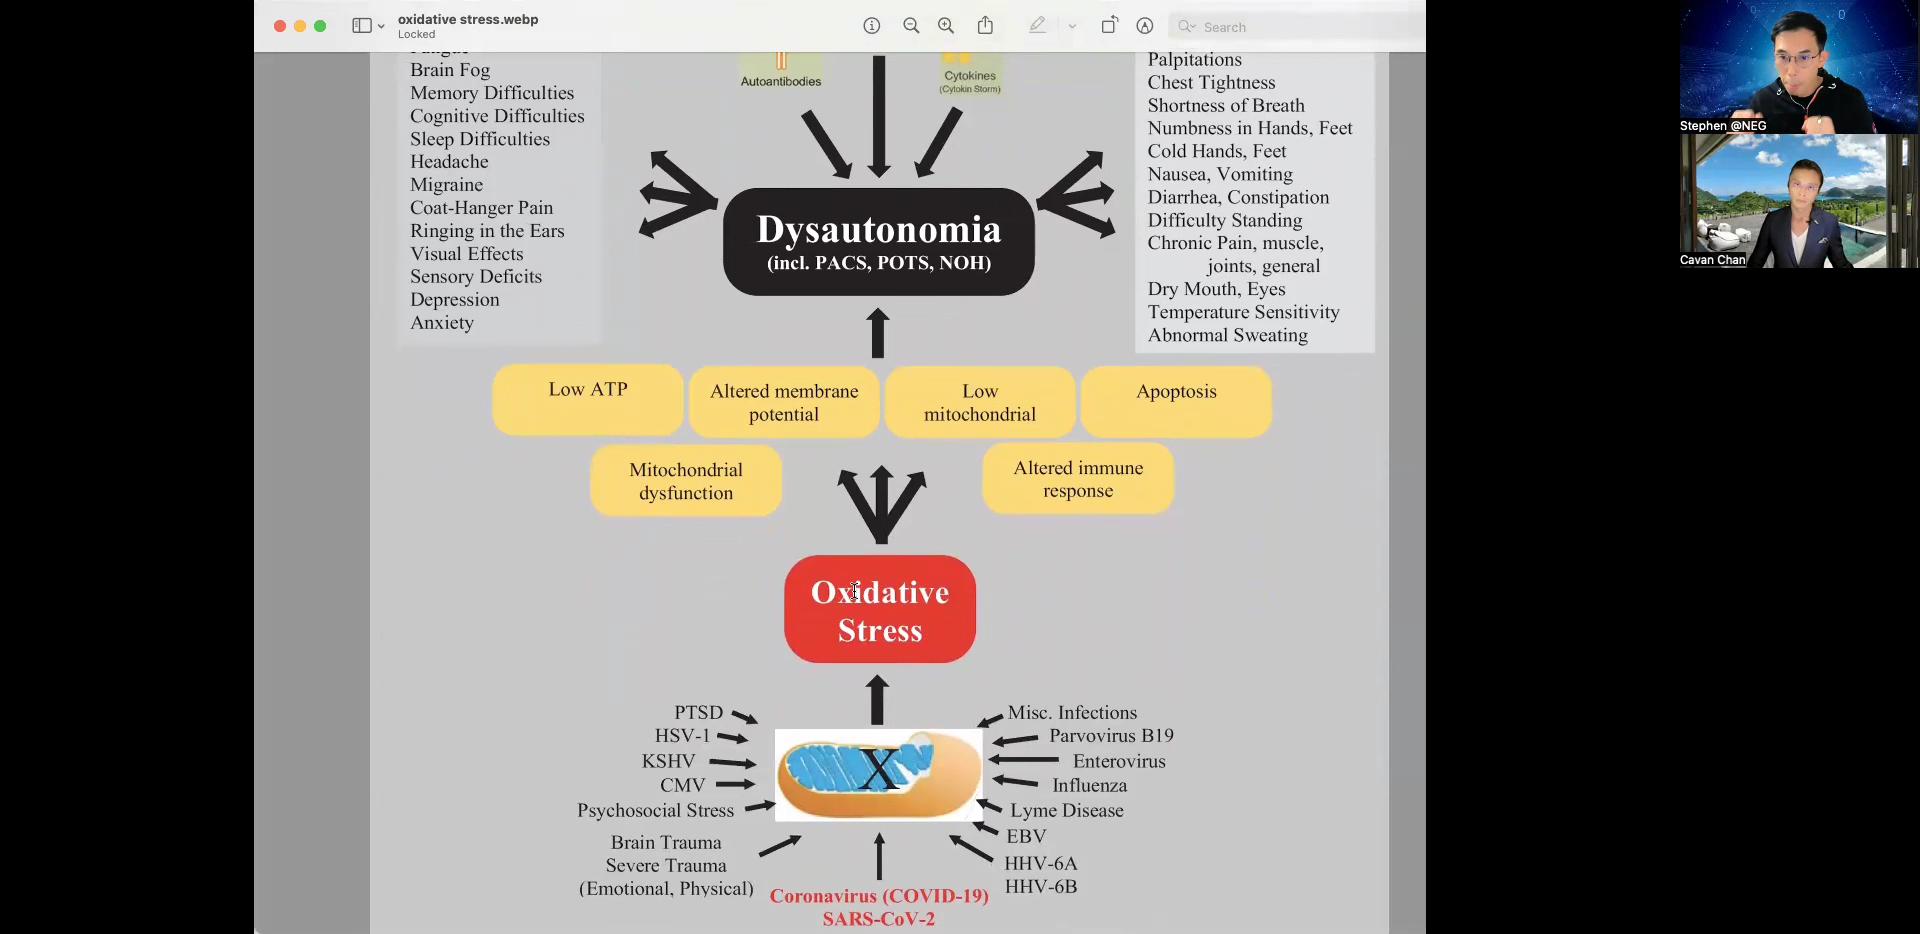 oxidative stress.webp
Locked
Search
Fatigue
Brain Fog
Memory Difficulties
Cognitive Difficulties
Sleep Difficulties
Headache
Migraine
Coat-Hanger Pain
Ringing in the Ears
Visual Effects
Sensory Deficits
Depression
Anxiety
Autoantibodies
Cytokines
(Cytokin Storm)
Palpitations
Chest Tightness
Shortness of Breath
Numbness in Hands, Feet
Cold Hands, Feet
Nausea, Vomiting
Diarrhea, Constipation
Difficulty Standing
Chronic Pain, muscle,
joints, general
Dry Mouth, Eyes
Temperature Sensitivity
Abnormal Sweating
Dysautonomia
(incl. PACS, POTS, NOH)
Low ATP
Altered membrane
potential
Low
mitochondrial
Apoptosis
Mitochondrial
dysfunction
Altered immune
response
Oxidative
Stress
PTSD
HSV-1
KSHV
CMV
Psychosocial Stress
Brain Trauma
Severe Trauma
(Emotional, Physical)
X
Misc. Infections
Parvovirus B19
Enterovirus
Influenza
Lyme Disease
EBV
HHV-6A
HHV-6B
Coronavirus (COVID-19)
SARS-CoV-2
Stephen @NEG
Cavan Chan